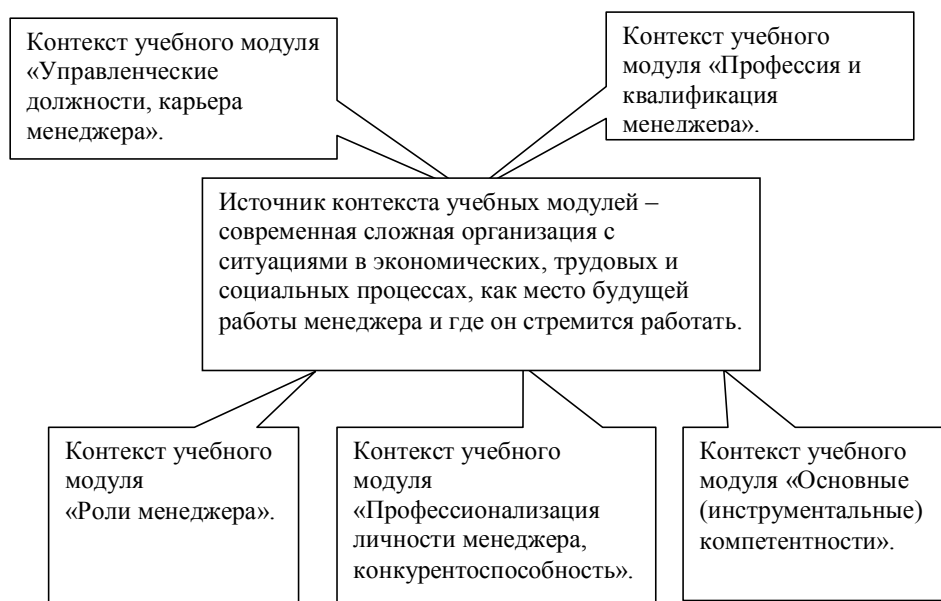 Контекст учебного модуля
«Управленческие
должности, карьера
менеджера».
Контекст учебного
модуля «Профессия и
квалификация
менеджера».
Источник контекста учебных модулей –
современная сложная организация с
ситуациями в экономических, трудовых и
социальных процессах, как место будущей
работы менеджера и где он стремится работать.
Контекст учебного
модуля
«Роли менеджера».
Контекст учебного
модуля
«Профессионализация
личности менеджера,
конкурентоспособность».
Контекст учебного
модуля «Основные
(инструментальные)
компетентности».